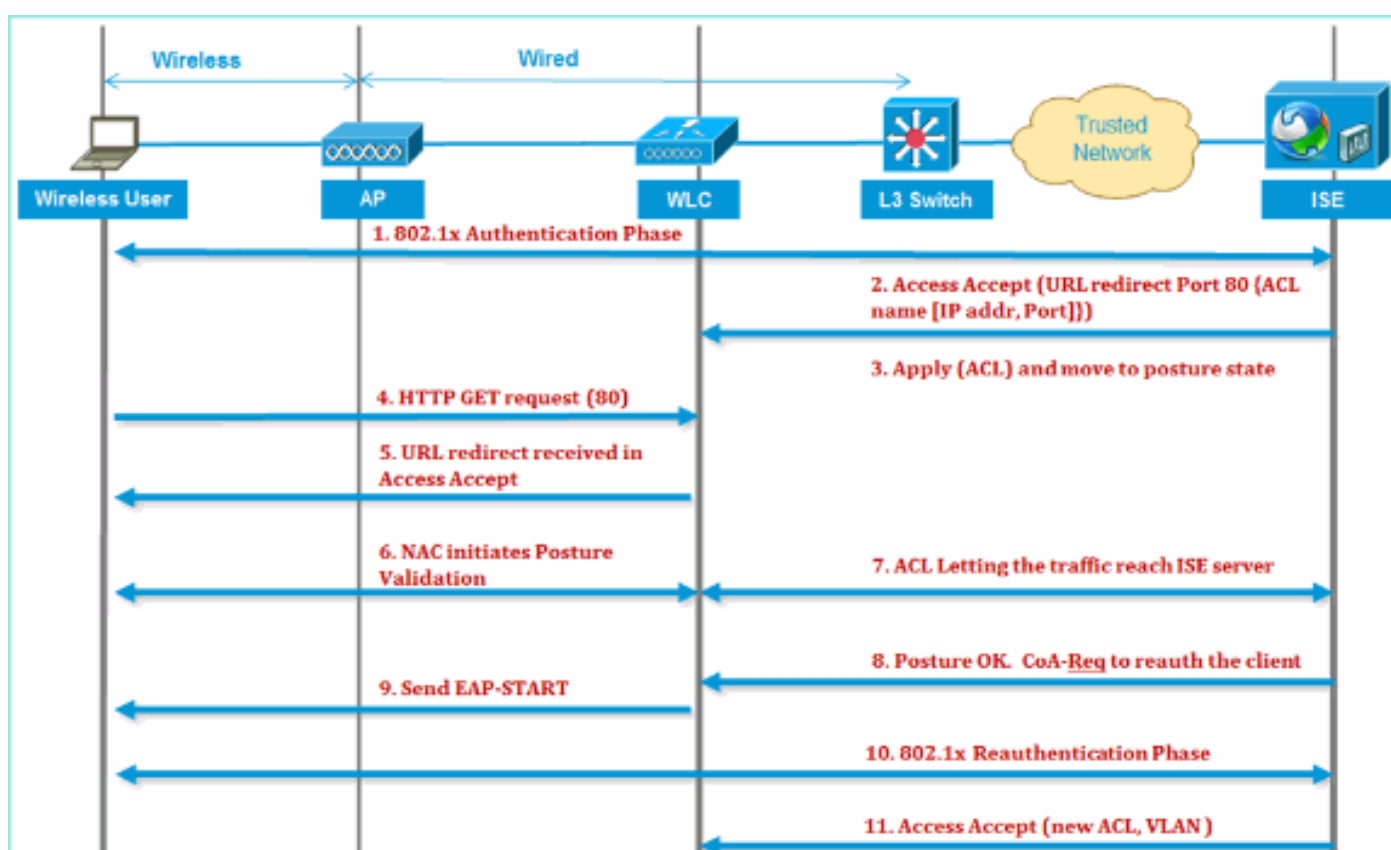 Wireless
Wired
Trusted
Network
Wireless User
AP
WLC
L3 Switch
ISE
1. 802.1x Authentication Phase
2. Access Accept (URL redirect Port 80 (ACL
name [IP addr, Port]))
3. Apply (ACL) and move to posture state
4. HTTP GET request (80)
5. URL redirect received in
Access Accept
6. NAC initiates Posture
Validation
7. ACL Letting the traffic reach ISE server
8. Posture OK. CoA-Req to reauth the client
9. Send EAP-START
10. 802.1x Reauthentication Phase
11. Access Accept (new ACL, VLAN )